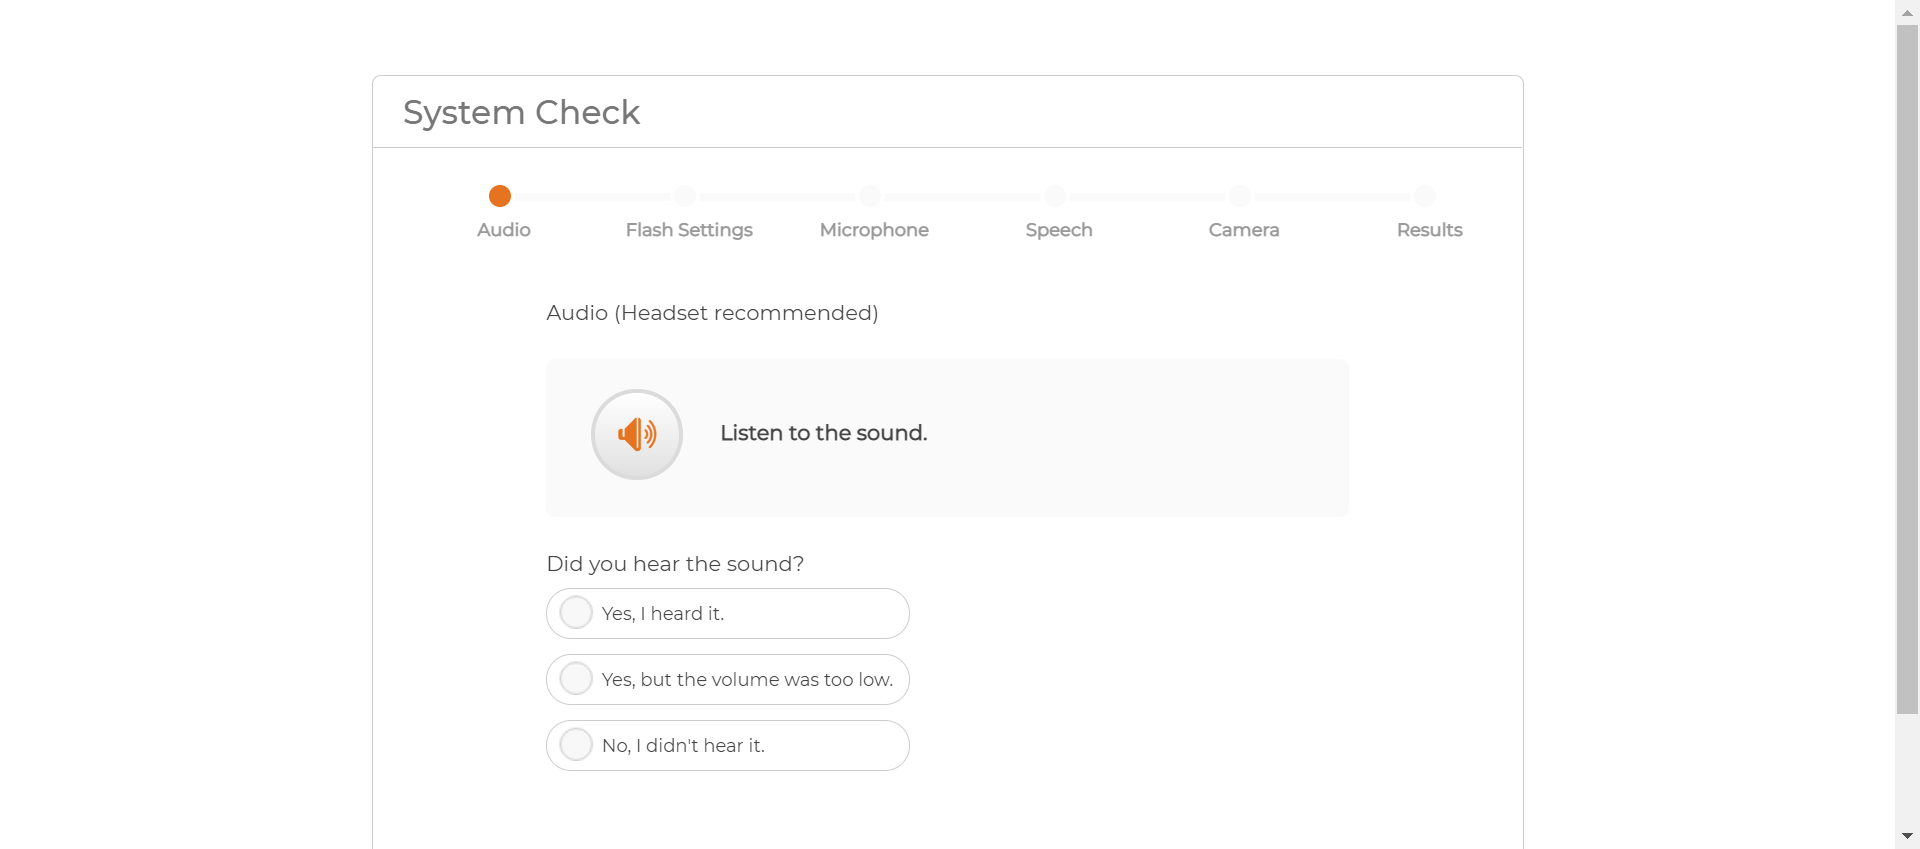 System Check
Audio
Flash Settings
Microphone
Speech
Camera
Results
Audio (Headset recommended)
Listen to the sound.
Did you hear the sound?
Yes, I heard it.
Yes, but the volume was too low.
No, I didn't hear it.